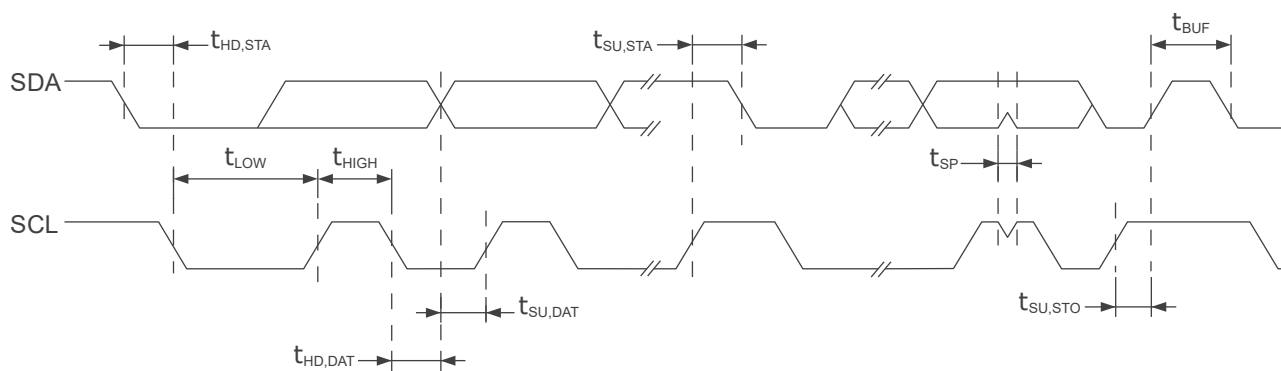 tHD,STA
tSU,STA
tBUF
SDA
tLOW
tHIGH
tSP
SCL
tSU,DAT
tSU,STO
tHD,DAT